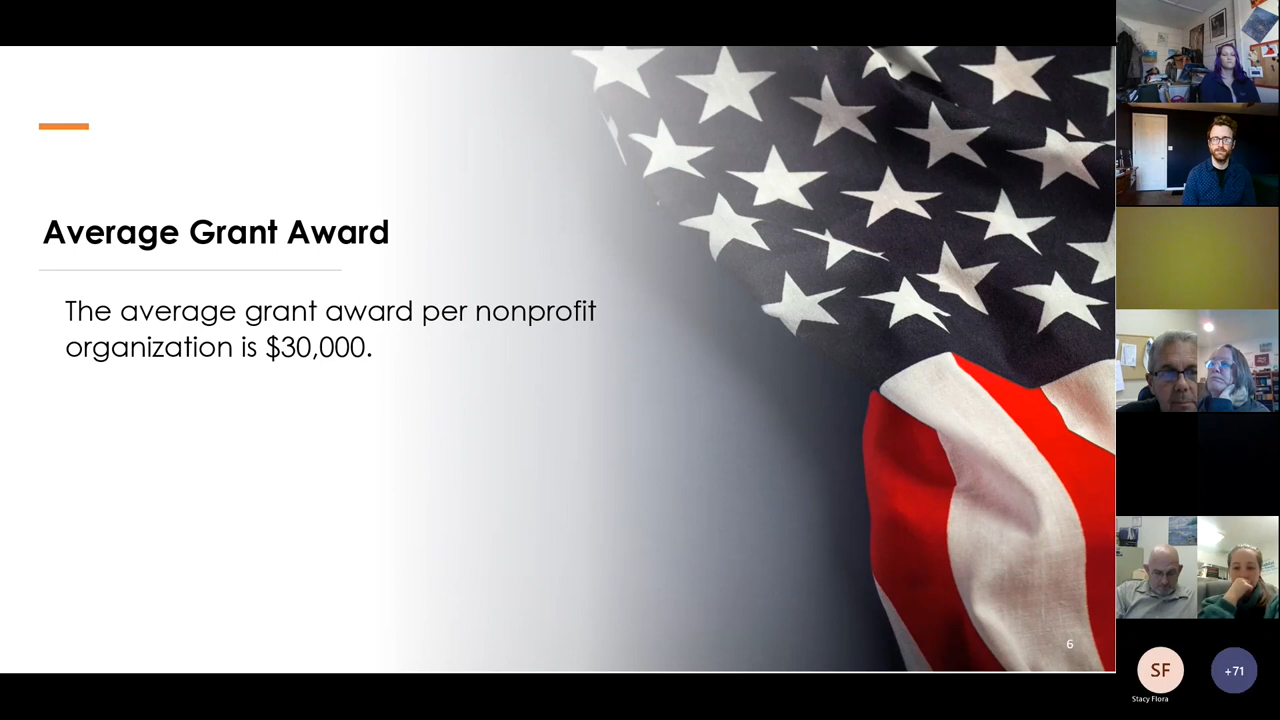 Average Grant Award
The average grant award per nonprofit
organization is $30,000.
6
SF
+71
Stacy Flora